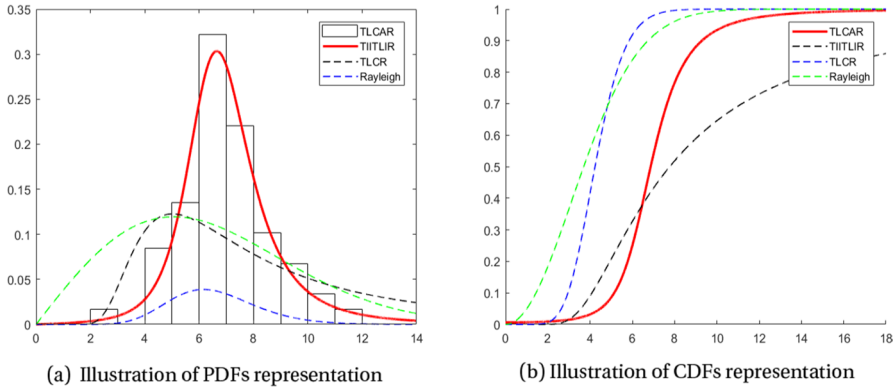 0.35
0.3
0.25
0.2
0.15
0.1
0.05
0
0 2 4 6 8 10 12 14
TLCAR
TIITLIR
TLCR
Rayleigh
(a) Illustration of PDFs representation
1
0.9
0.8
0.7
0.6
0.5
0.4
0.3
0.2
0.1
0
0 2 4 6 8 10 12 14 16 18
TLCAR
TIITLIR
TLCR
Rayleigh
(b) Illustration of CDFs representation